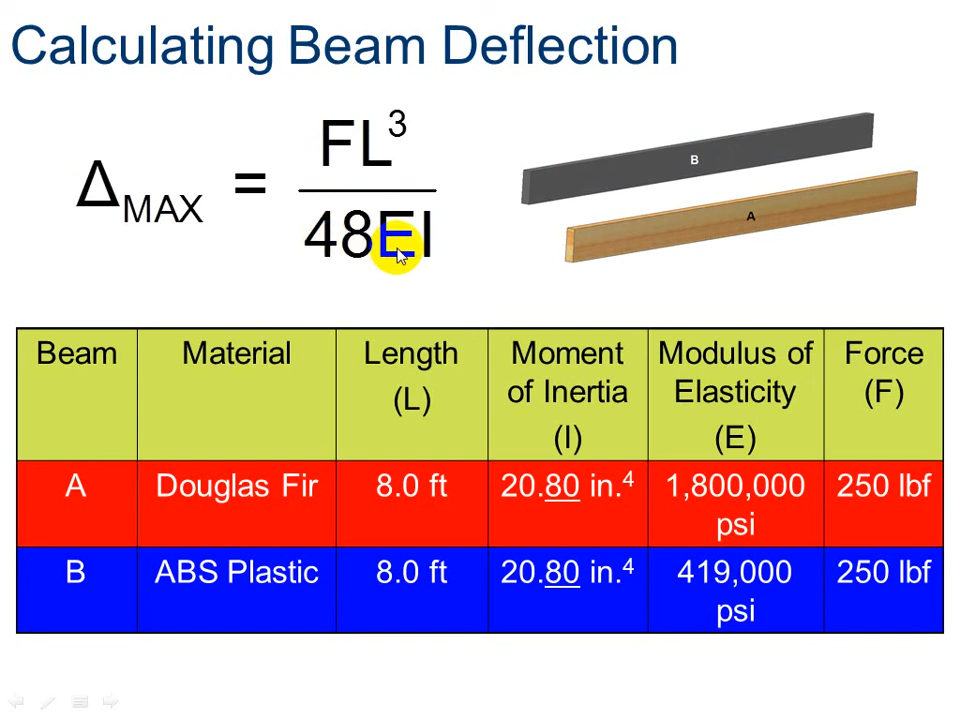 Calculating Beam Deflection
ΔMAX = FL³
48EI
B
A
Beam Material Length (L) Moment of Inertia (I) Modulus of Elasticity (E) Force (F)
A Douglas Fir 8.0 ft 20.80 in.⁴ 1,800,000 psi 250 lbf
B ABS Plastic 8.0 ft 20.80 in.⁴ 419,000 psi 250 lbf